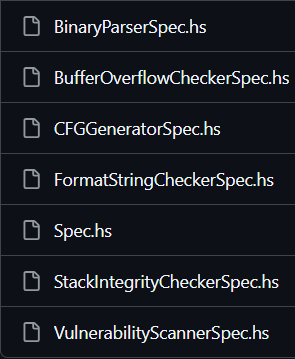 BinaryParserSpec.hs
BufferOverflowCheckerSpec.hs
CFGGeneratorSpec.hs
FormatStringCheckerSpec.hs
Spec.hs
StackIntegrityCheckerSpec.hs
VulnerabilityScannerSpec.hs